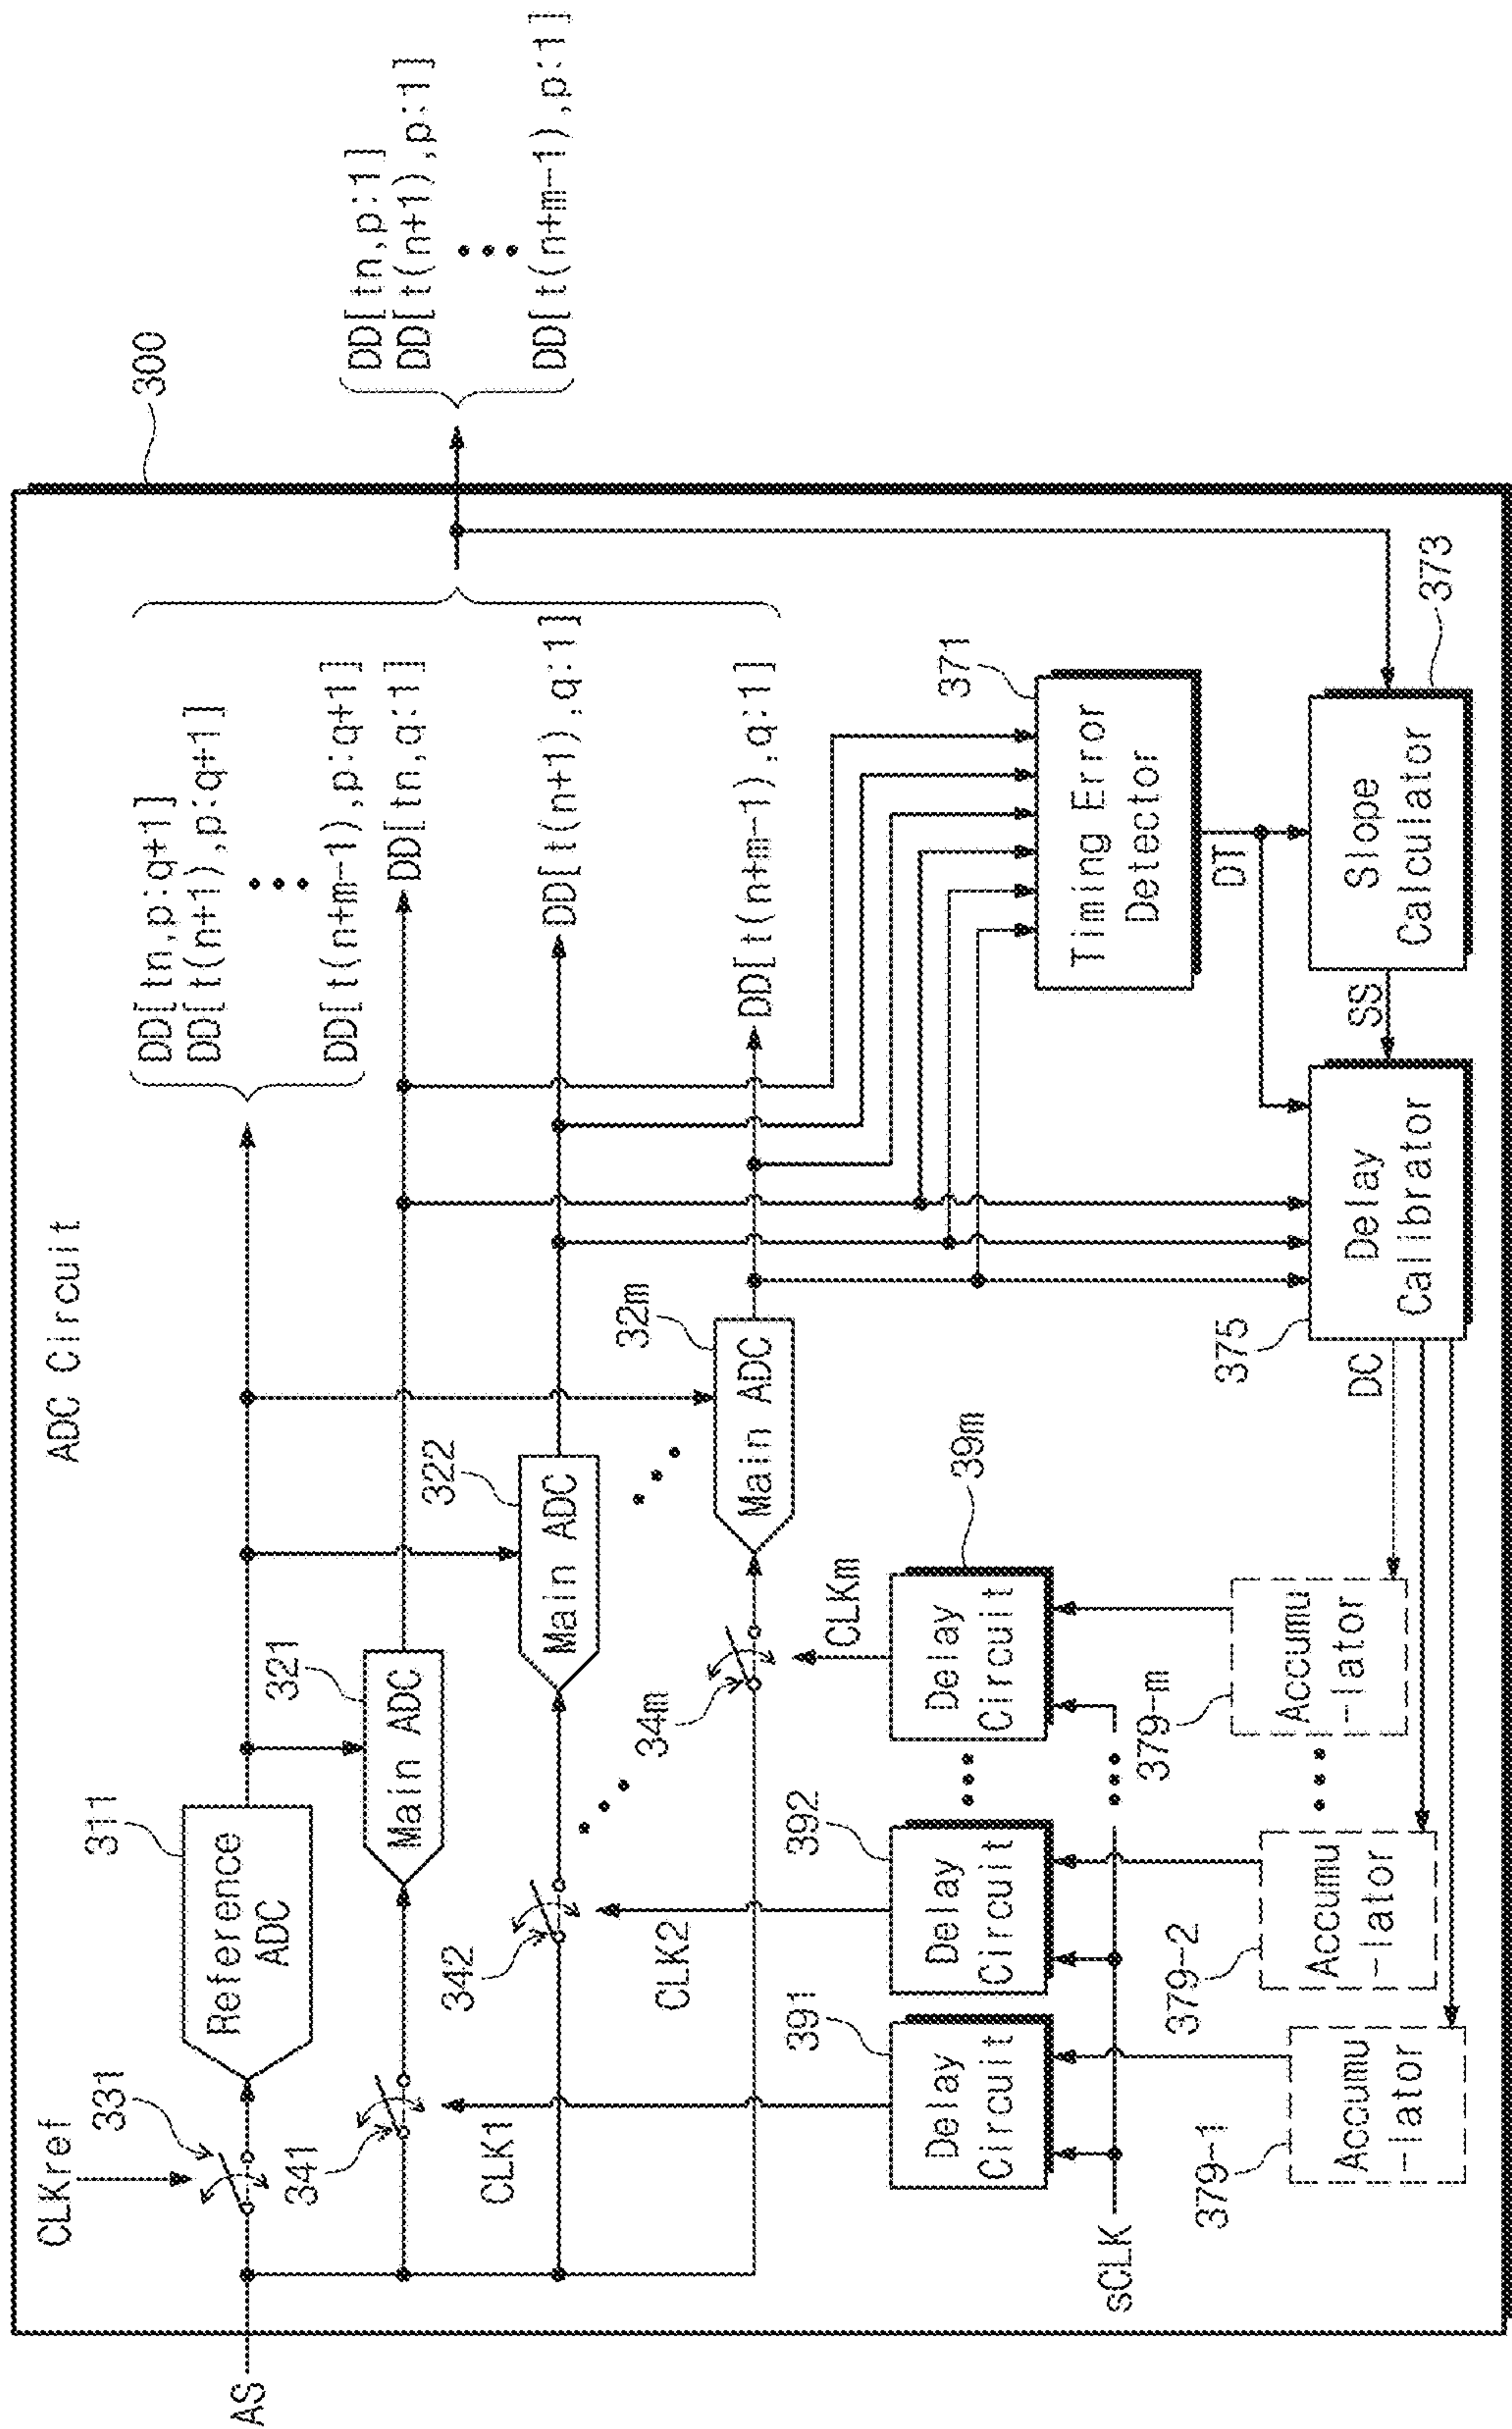 ADC Circuit
300
CLKref
331
311
AS
Reference
ADC
DD[tn,p:q+1]
DD[t(n+1),p:q+1]
DD[t(n+m-1),p:q+1]
341
321
Main ADC
DD[tn,q:1]
CLK1
342
322
Main ADC
DD[t(n+1),q:1]
CLK2
34m
32m
Main ADC
DD[t(n+m-1),q:1]
CLKm
DD[tn,p:1]
DD[t(n+1),p:1]
DD[t(n+m-1),p:1]
391
Delay
Circuit
392
Delay
Circuit
39m
Delay
Circuit
371
Timing Error
Detector
sCLK
DT
379-1
Accumu
-lator
379-2
Accumu
-lator
379-m
Accumu
-lator
DC
375
Delay
Calibrator
SS
Slope
Calculator
373